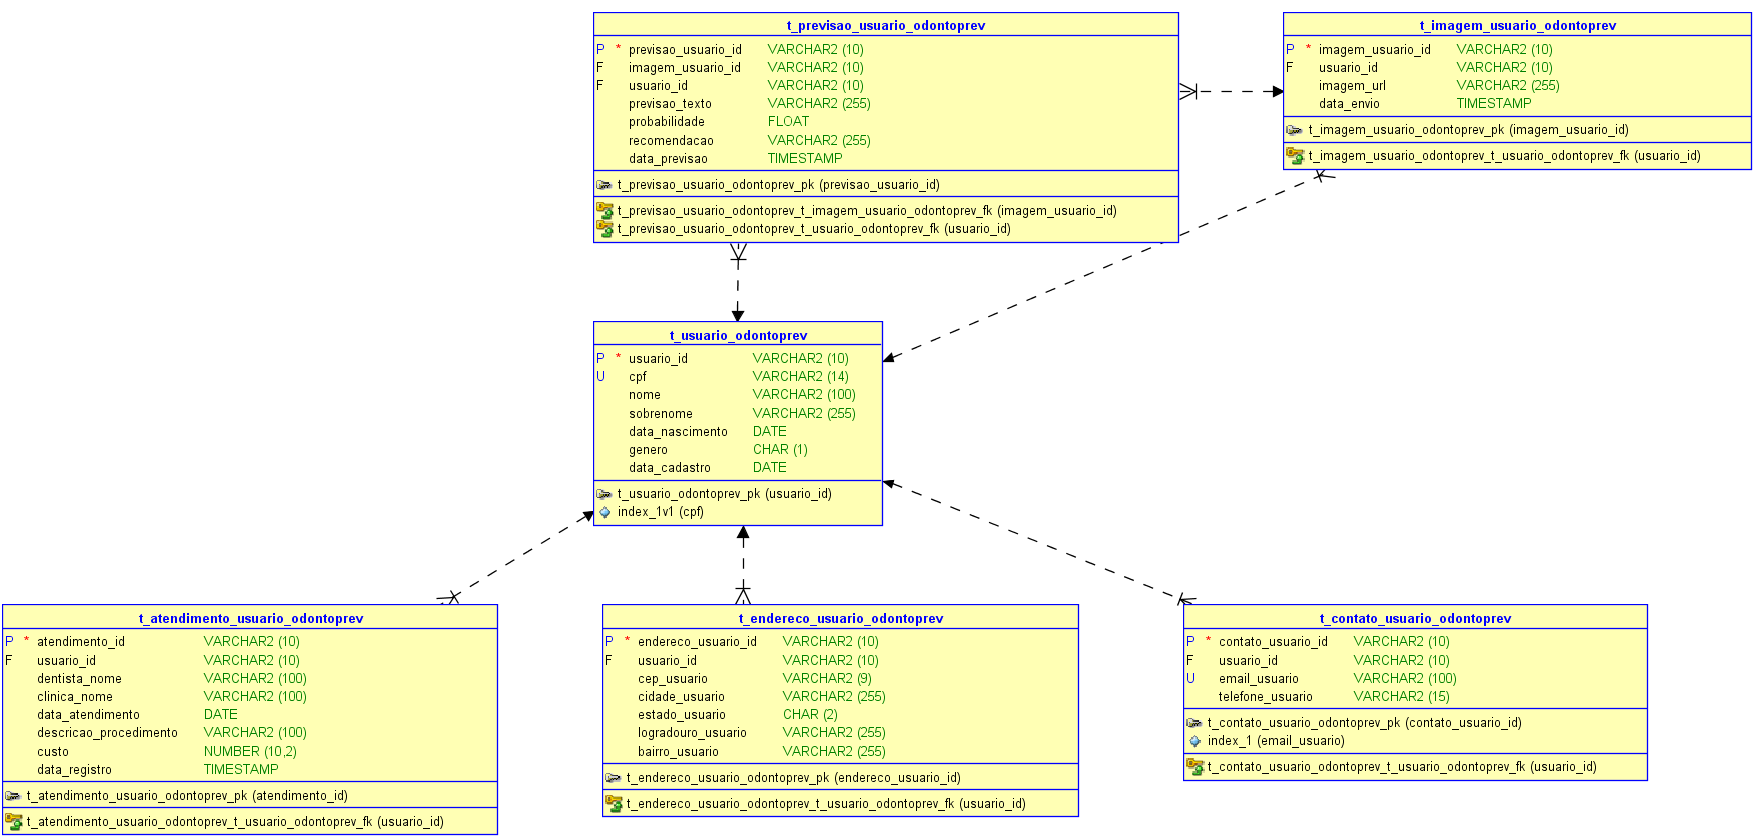 t_previsao_usuario_odontoprev
P * previsao_usuario_id VARCHAR2 (10)
F imagem_usuario_id VARCHAR2 (10)
F usuario_id VARCHAR2 (10)
previsao_texto VARCHAR2 (255)
probabilidade FLOAT
recomendacao VARCHAR2 (255)
data_previsao TIMESTAMP
t_previsao_usuario_odontoprev_pk (previsao_usuario_id)
t_previsao_usuario_odontoprev_t_imagem_usuario_odontoprev_fk (imagem_usuario_id)
t_previsao_usuario_odontoprev_t_usuario_odontoprev_fk (usuario_id)
t_imagem_usuario_odontoprev
P * imagem_usuario_id VARCHAR2 (10)
F usuario_id VARCHAR2 (10)
imagem_url VARCHAR2 (255)
data_envio TIMESTAMP
t_imagem_usuario_odontoprev_pk (imagem_usuario_id)
t_imagem_usuario_odontoprev_t_usuario_odontoprev_fk (usuario_id)
t_usuario_odontoprev
P * usuario_id VARCHAR2 (10)
U cpf VARCHAR2 (14)
nome VARCHAR2 (100)
sobrenome VARCHAR2 (255)
data_nascimento DATE
genero CHAR (1)
data_cadastro DATE
t_usuario_odontoprev_pk (usuario_id)
index_1v1 (cpf)
t_atendimento_usuario_odontoprev
P * atendimento_id VARCHAR2 (10)
F usuario_id VARCHAR2 (10)
dentista_nome VARCHAR2 (100)
clinica_nome VARCHAR2 (100)
data_atendimento DATE
descricao_procedimento VARCHAR2 (100)
custo NUMBER (10,2)
data_registro TIMESTAMP
t_atendimento_usuario_odontoprev_pk (atendimento_id)
t_atendimento_usuario_odontoprev_t_usuario_odontoprev_fk (usuario_id)
t_endereco_usuario_odontoprev
P * endereco_usuario_id VARCHAR2 (10)
F usuario_id VARCHAR2 (10)
cep_usuario VARCHAR2 (9)
cidade_usuario VARCHAR2 (255)
estado_usuario CHAR (2)
logradouro_usuario VARCHAR2 (255)
bairro_usuario VARCHAR2 (255)
t_endereco_usuario_odontoprev_pk (endereco_usuario_id)
t_endereco_usuario_odontoprev_t_usuario_odontoprev_fk (usuario_id)
t_contato_usuario_odontoprev
P * contato_usuario_id VARCHAR2 (10)
F usuario_id VARCHAR2 (10)
U email_usuario VARCHAR2 (100)
telefone_usuario VARCHAR2 (15)
t_contato_usuario_odontoprev_pk (contato_usuario_id)
index_1 (email_usuario)
t_contato_usuario_odontoprev_t_usuario_odontoprev_fk (usuario_id)